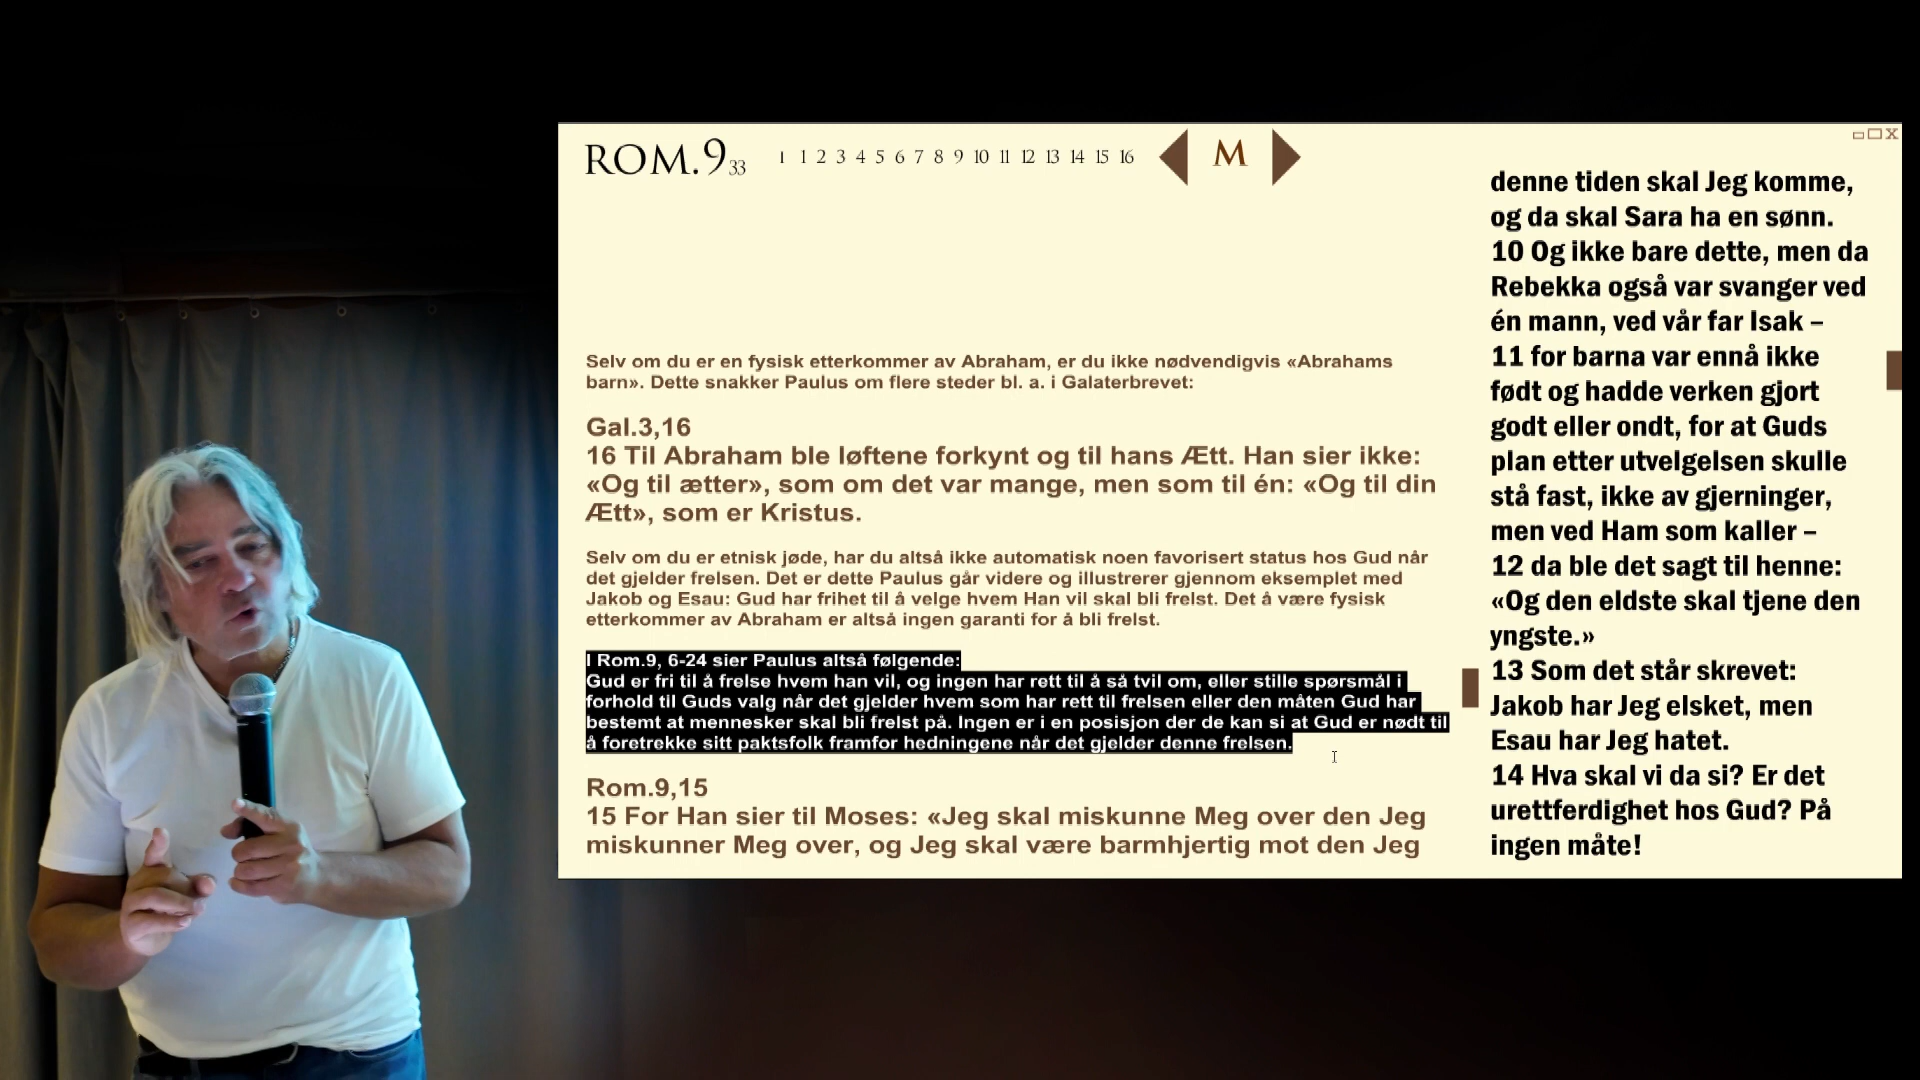 ROM.9 33
1 1 2 3 4 5 6 7 8 9 10 11 12 13 14 15 16
M
X
Selv om du er en fysisk etterkommer av Abraham, er du ikke nødvendigvis «Abrahams
barn». Dette snakker Paulus om flere steder bl. a. i Galaterbrevet:
Gal.3,16
16 Til Abraham ble løftene forkynt og til hans Ætt. Han sier ikke:
«Og til ætter», som om det var mange, men som til én: «Og til din
Ætt», som er Kristus.
Selv om du er etnisk jøde, har du altså ikke automatisk noen favorisert status hos Gud når
det gjelder frelsen. Det er dette Paulus går videre og illustrerer gjennom eksemplet med
Jakob og Esau: Gud har frihet til å velge hvem Han vil skal bli frelst. Det å være fysisk
etterkommer av Abraham er altså ingen garanti for å bli frelst.
I Rom.9, 6-24 sier Paulus altså følgende:
Gud er fri til å frelse hvem han vil, og ingen har rett til å så tvil om, eller stille spørsmål i
forhold til Guds valg når det gjelder hvem som har rett til frelsen eller den måten Gud har
bestemt at mennesker skal bli frelst på. Ingen er i en posisjon der de kan si at Gud er nødt til
å foretrekke sitt paktsfolk framfor hedningene når det gjelder denne frelsen.
Rom.9,15
15 For Han sier til Moses: «Jeg skal miskunne Meg over den Jeg
miskunner Meg over, og Jeg skal være barmhjertig mot den Jeg
denne tiden skal Jeg komme,
og da skal Sara ha en sønn.
10 Og ikke bare dette, men da
Rebekka også var svanger ved
én mann, ved vår far Isak –
11 for barna var ennå ikke
født og hadde verken gjort
godt eller ondt, for at Guds
plan etter utvelgelsen skulle
stå fast, ikke av gjerninger,
men ved Ham som kaller –
12 da ble det sagt til henne:
«Og den eldste skal tjene den
yngste.»
13 Som det står skrevet:
Jakob har Jeg elsket, men
Esau har Jeg hatet.
14 Hva skal vi da si? Er det
urettferdighet hos Gud? På
ingen måte!